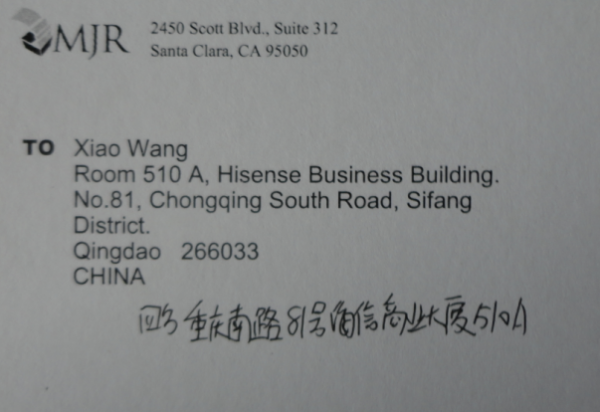 MJR
2450 Scott Blvd., Suite 312
Santa Clara, CA 95050
TO Xiao Wang
Room 510 A, Hisense Business Building.
No.81, Chongqing South Road, Sifang
District.
Qingdao 266033
CHINA
四方重庆南路81号海信商业大厦510A